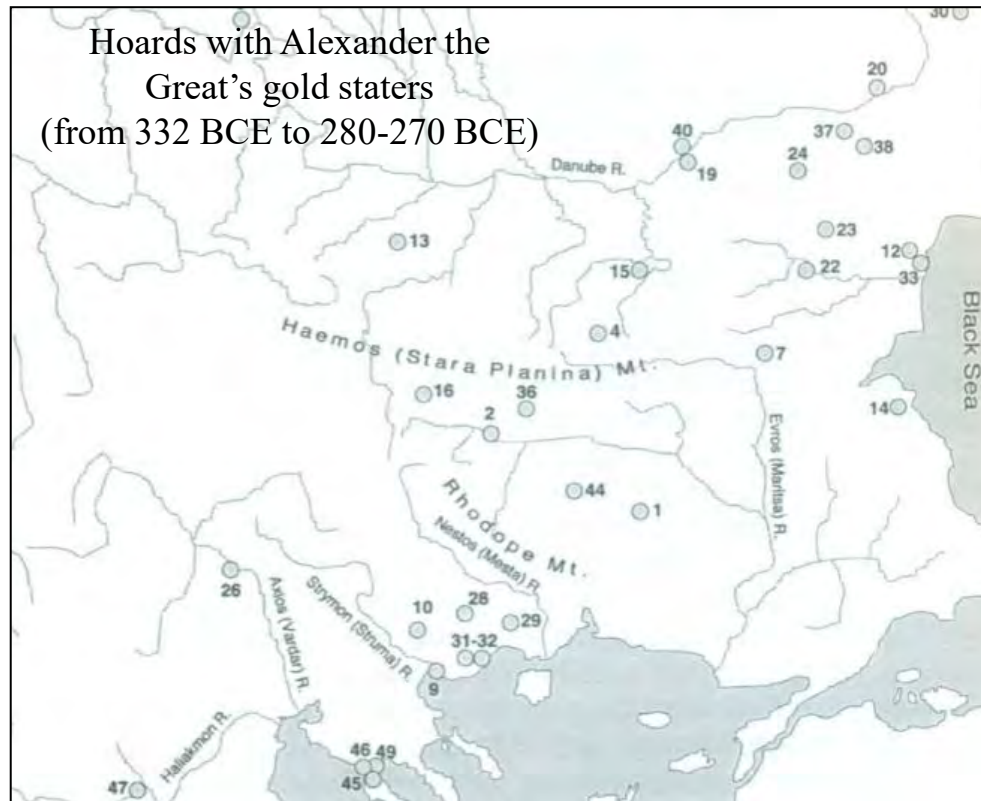 Hoards with Alexander the
Great's gold staters
(from 332 BCE to 280-270 BCE)
30
20
37
38
40
19
24
Danube R.
13
23
12
33
15
22
Black Sea
4
7
Haemos (Stara Planina) Mt.
16
36
2
14
Evros (Maritsa) R.
44
1
Rhodope Mt.
Nestos (Mesta) R.
26
Axios (Vardar) R.
Strymon (Struma) R.
10
28
29
31-32
9
Haliakmon R.
46
49
45
47